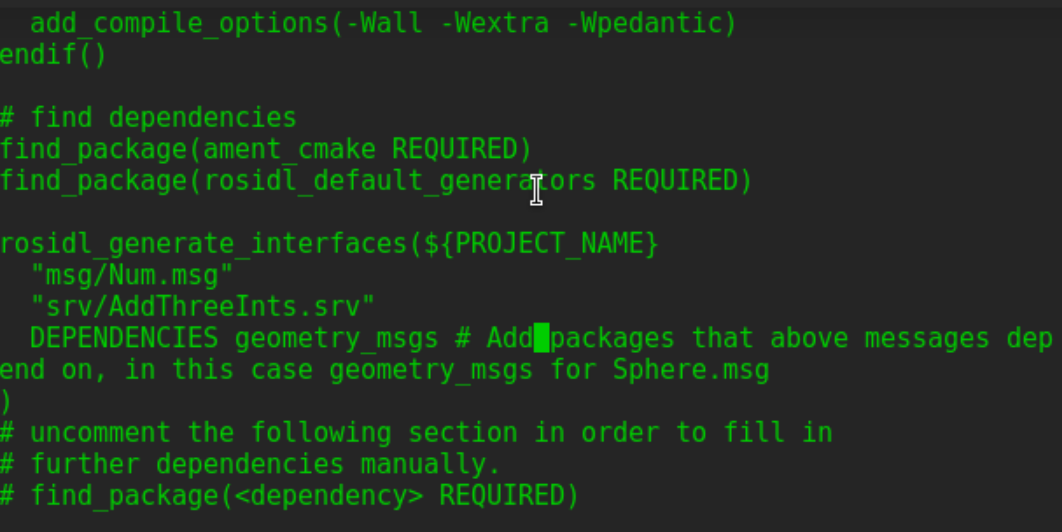 add_compile_options(-Wall -Wextra -Wpedantic)
endif()
# find dependencies
find_package(ament_cmake REQUIRED)
find_package(rosidl_default_generators REQUIRED)
rosidl_generate_interfaces(${PROJECT_NAME}
"msg/Num.msg"
"srv/AddThreeInts.srv"
DEPENDENCIES geometry_msgs # Add packages that above messages dep
end on, in this case geometry_msgs for Sphere.msg
)
# uncomment the following section in order to fill in
# further dependencies manually.
# find_package(<dependency> REQUIRED)